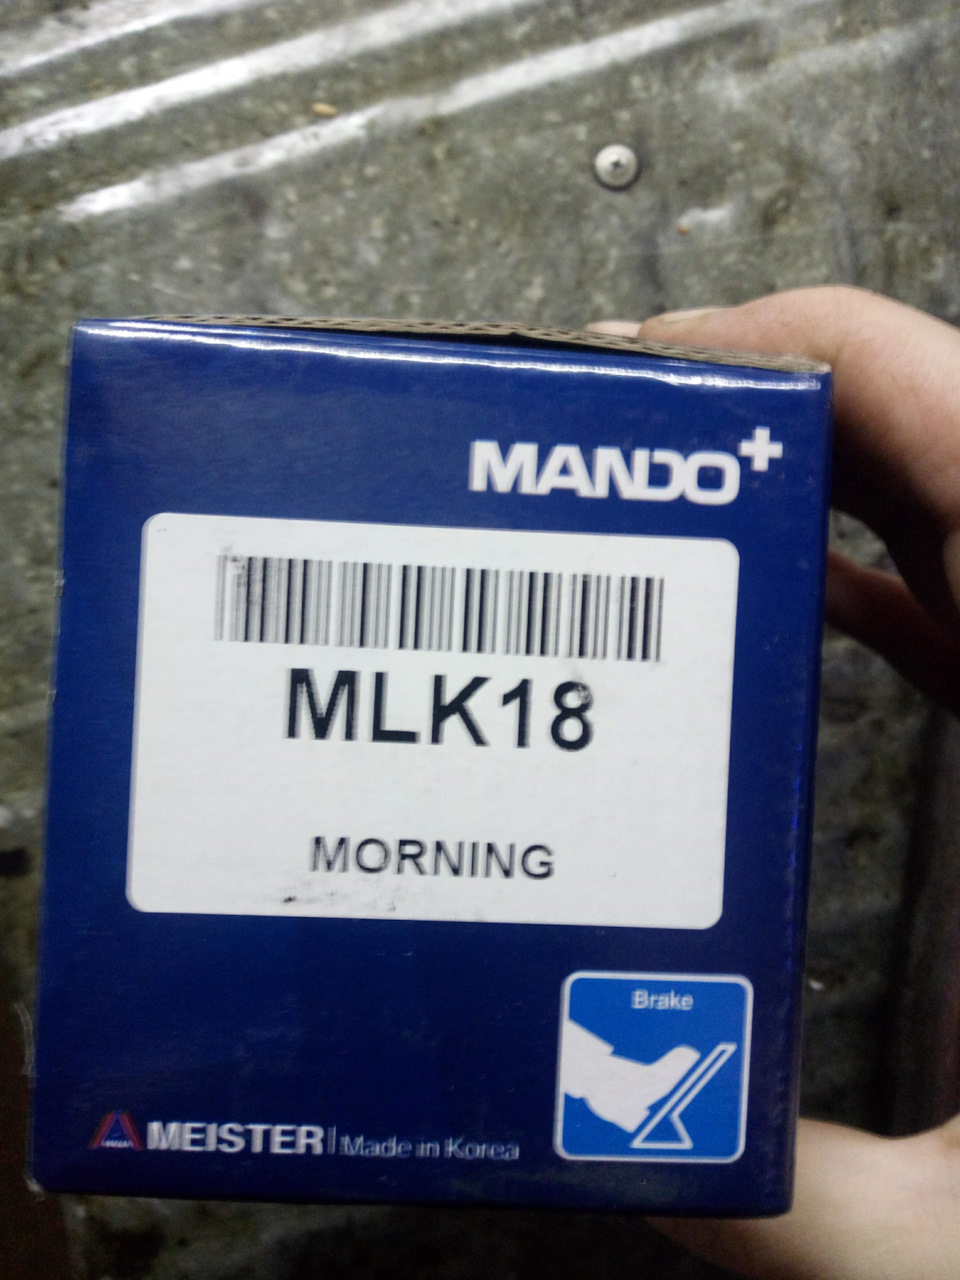 MANDO+
MLK18
MORNING
Brake
MEISTER | Made in Korea